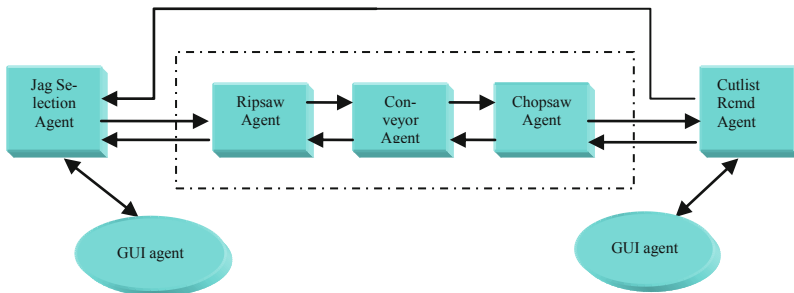 Jag Se-
lection
Agent
Ripsaw
Agent
Con-
veyor
Agent
Chopsaw
Agent
Cutlist
Rcmd
Agent
GUI agent
GUI agent